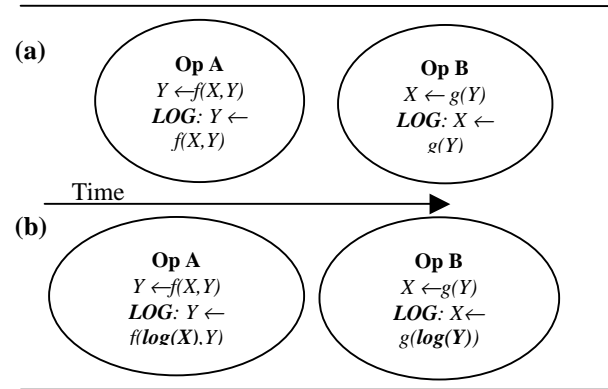 (a)
Op A
Y ←f(X,Y)
LOG: Y ←
f(X,Y)
Op B
X ← g(Y)
LOG: X ←
g(Y)
Time
(b)
Op A
Y ←f(X,Y)
LOG: Y ←
f(log(X),Y)
Op B
X ←g(Y)
LOG: X←
g(log(Y))